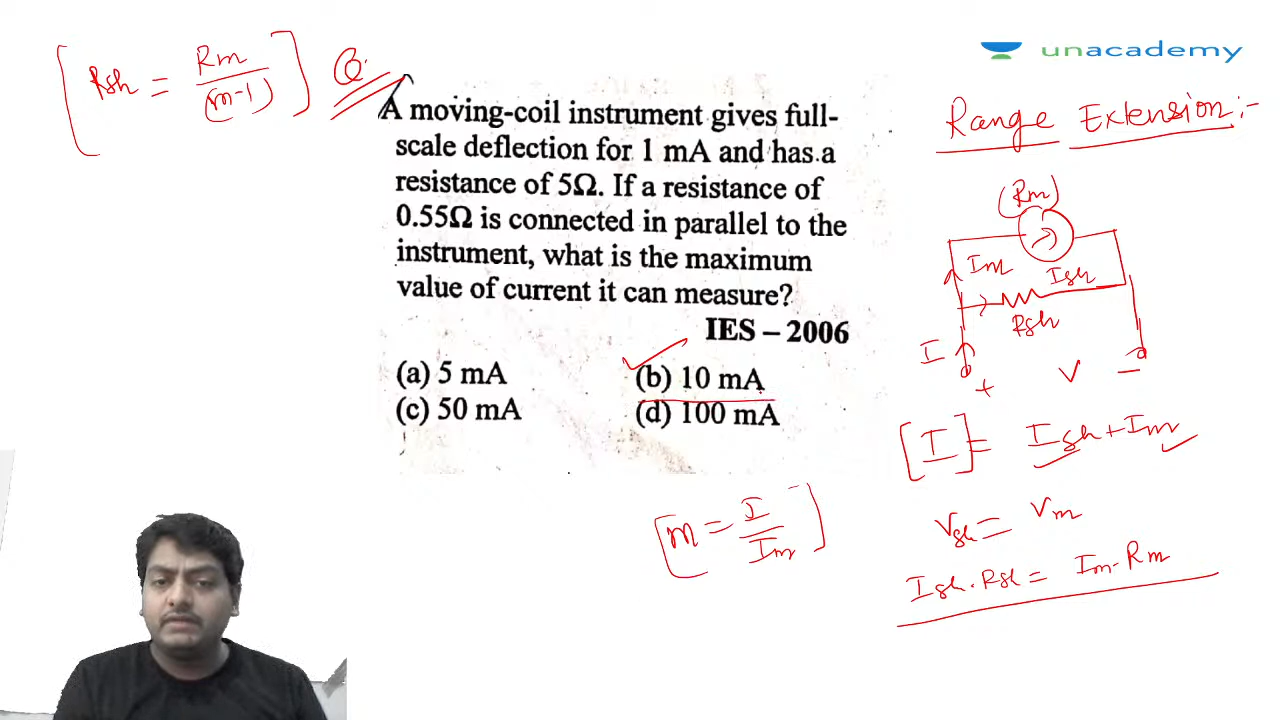 Rsh = Rm / (m-1)
Q.
unacademy
A moving-coil instrument gives full-
scale deflection for 1 mA and has a
resistance of 5Ω. If a resistance of
0.55Ω is connected in parallel to the
instrument, what is the maximum
value of current it can measure?
IES – 2006
(a) 5 mA
(b) 10 mA
(c) 50 mA
(d) 100 mA
Range Extension:-
(Rm)
Im
Ish
Rsh
I
+ V -
[I] = Ish + Im
[m = I / Im]
Vsh = Vm
Ish . Rsh = Im . Rm